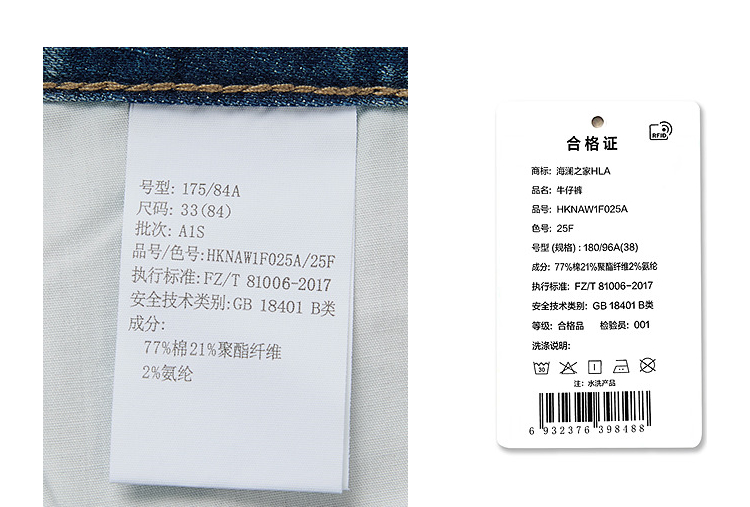 号型: 175/84A
尺码: 33(84)
批次: A1S
品号/色号:HKNAW1F025A/25F
执行标准:FZ/T 81006-2017
安全技术类别:GB 18401 B类
成分:
77%棉21%聚酯纤维
2%氨纶
RFID
合格证
商标: 海澜之家HLA
品名: 牛仔裤
品号: HKNAW1F025A
色号: 25F
号型 (规格) : 180/96A(38)
成分: 77%棉21%聚酯纤维2%氨纶
执行标准: FZ/T 81006-2017
安全技术类别: GB 18401 B类
等级: 合格品 检验员: 001
洗涤说明:
30
注: 水洗产品
6 932376 398488